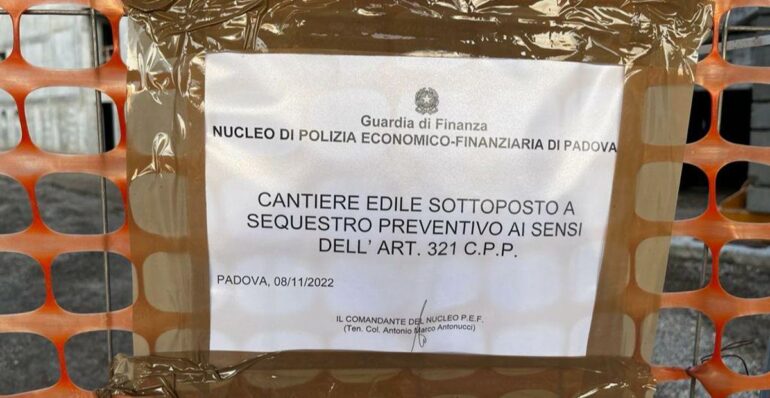 Guardia di Finanza
NUCLEO DI POLIZIA ECONOMICO-FINANZIARIA DI PADOVA
CANTIERE EDILE SOTTOPOSTO A
SEQUESTRO PREVENTIVO AI SENSI
DELL' ART. 321 C.P.P.
PADOVA, 08/11/2022
IL COMANDANTE DEL NUCLEO P.E.F.
(Ten. Col. Antonio Marco Antonucci)